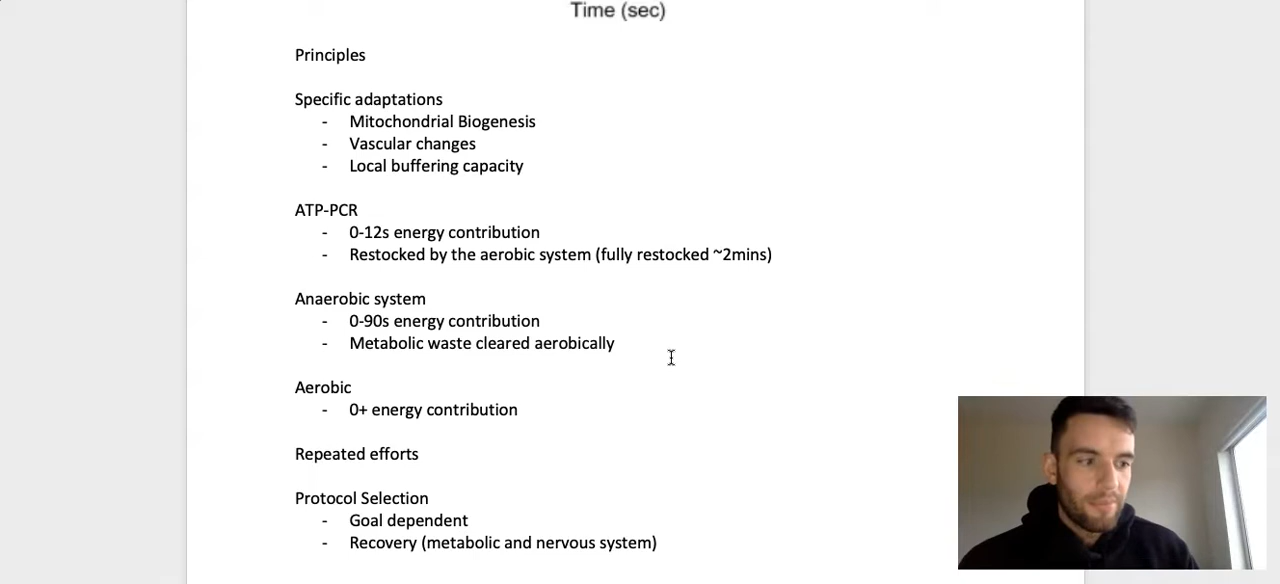 Time (sec)
Principles
Specific adaptations
- Mitochondrial Biogenesis
- Vascular changes
- Local buffering capacity
ATP-PCR
- 0-12s energy contribution
- Restocked by the aerobic system (fully restocked ~2mins)
Anaerobic system
- 0-90s energy contribution
- Metabolic waste cleared aerobically
Aerobic
- 0+ energy contribution
Repeated efforts
Protocol Selection
- Goal dependent
- Recovery (metabolic and nervous system)